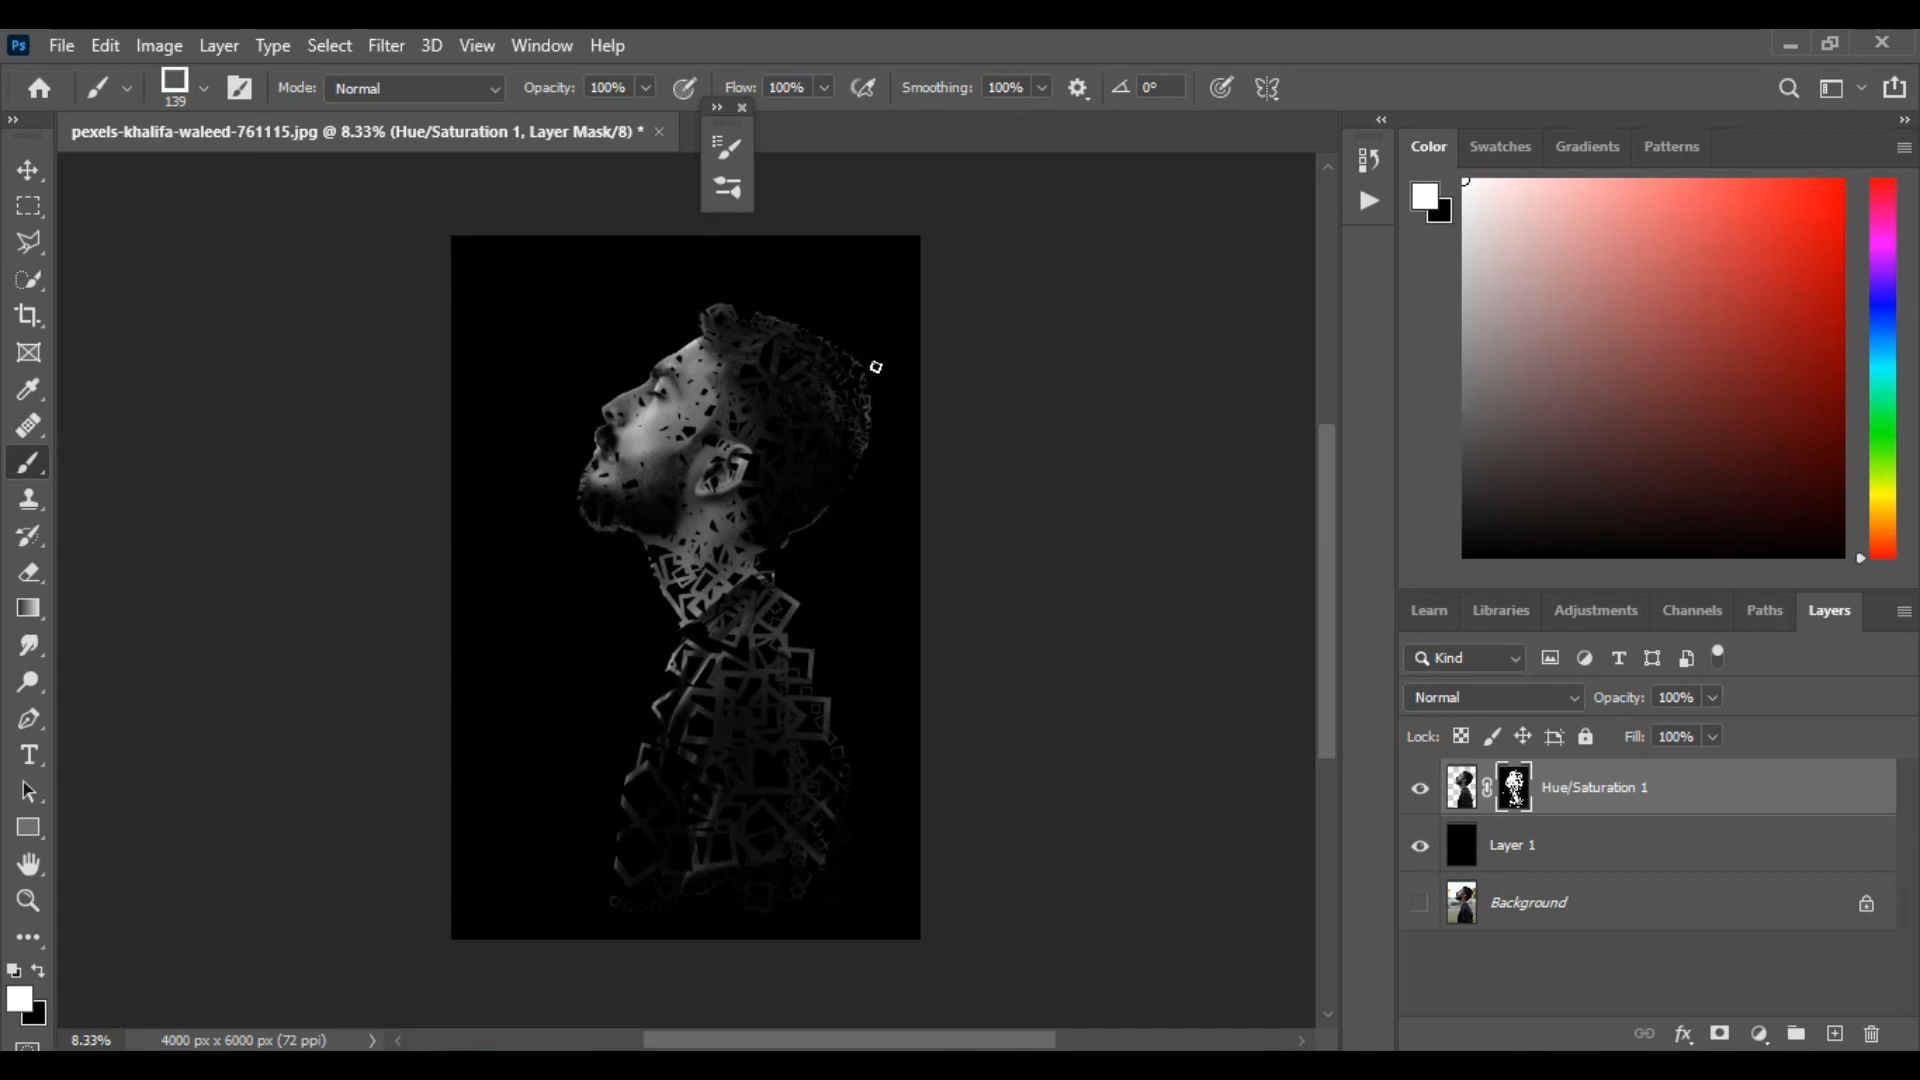 Ps File Edit Image Layer Type Select Filter 3D View Window Help
139 Mode: Normal Opacity: 100% Flow: 100% Smoothing: 100% 0°
pexels-khalifa-waleed-761115.jpg @ 8.33% (Hue/Saturation 1, Layer Mask/8) *
Color Swatches Gradients Patterns
Learn Libraries Adjustments Channels Paths Layers
Kind
Normal Opacity: 100%
Lock: Fill: 100%
Hue/Saturation 1
Layer 1
Background
8.33% 4000 px x 6000 px (72 ppi)